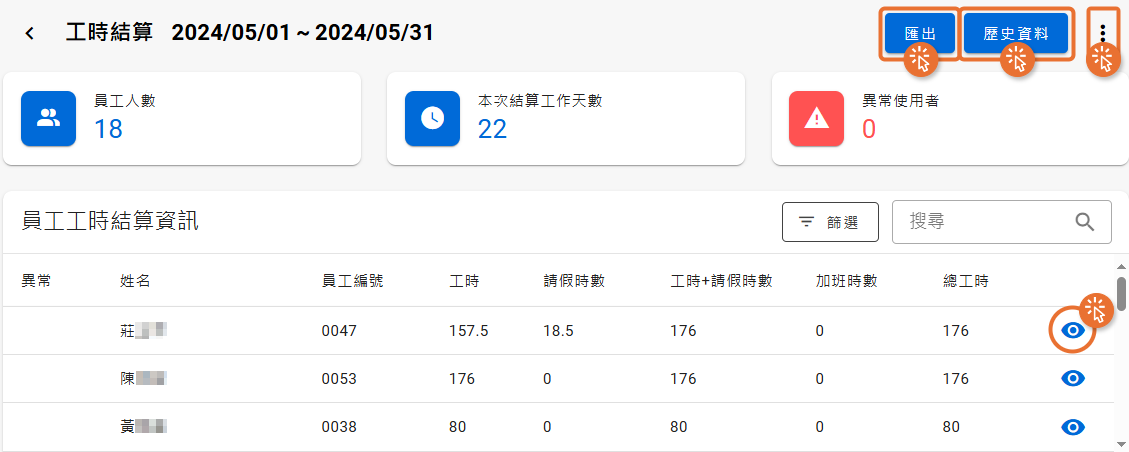 工時結算 2024/05/01 ~ 2024/05/31 匯出 歷史資料
員工人數 本次結算工作天數 異常使用者
18 22 0
員工工時結算資訊 篩選 搜尋
異常 姓名 員工編號 工時 請假時數 工時+請假時數 加班時數 總工時
莊 0047 157.5 18.5 176 0 176
陳 0053 176 0 176 0 176
黃 0038 80 0 80 0 80